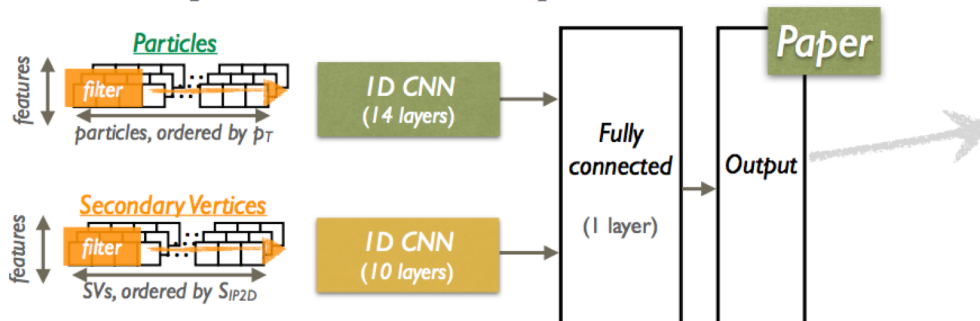 Particles
features
filter
particles, ordered by pT
1D CNN
(14 layers)
Secondary Vertices
features
filter
SVs, ordered by SIP2D
1D CNN
(10 layers)
Fully
connected
(1 layer)
Output
Paper